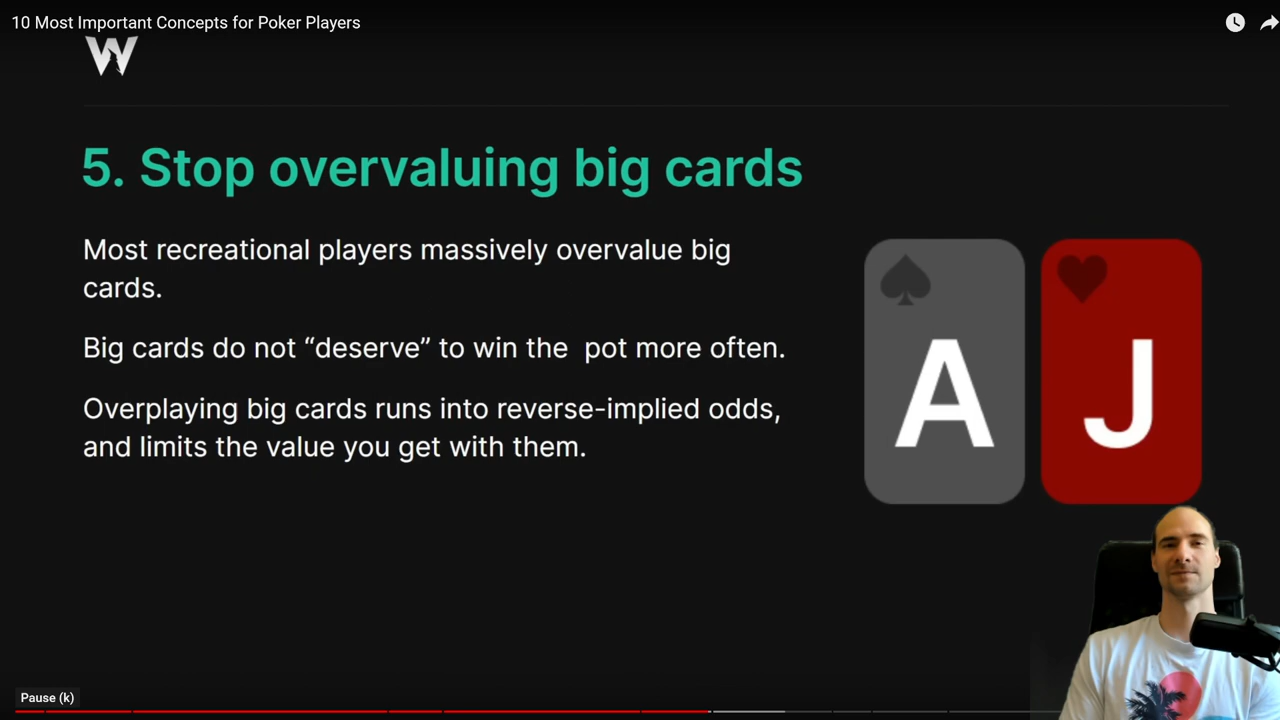 10 Most Important Concepts for Poker Players
W
5. Stop overvaluing big cards
Most recreational players massively overvalue big
cards.
Big cards do not “deserve” to win the  pot more often.
Overplaying big cards runs into reverse-implied odds,
and limits the value you get with them.
A J
Pause (k)